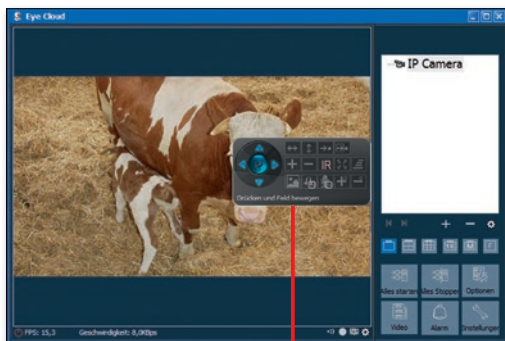 Eye Cloud
IP Camera
IR
Drücken und Feld bewegen
Alles starten
Alles Stoppen
Optionen
Video
Alarm
Einstellungen
FPS: 15,3
Geschwindigkeit: 8,0KBps